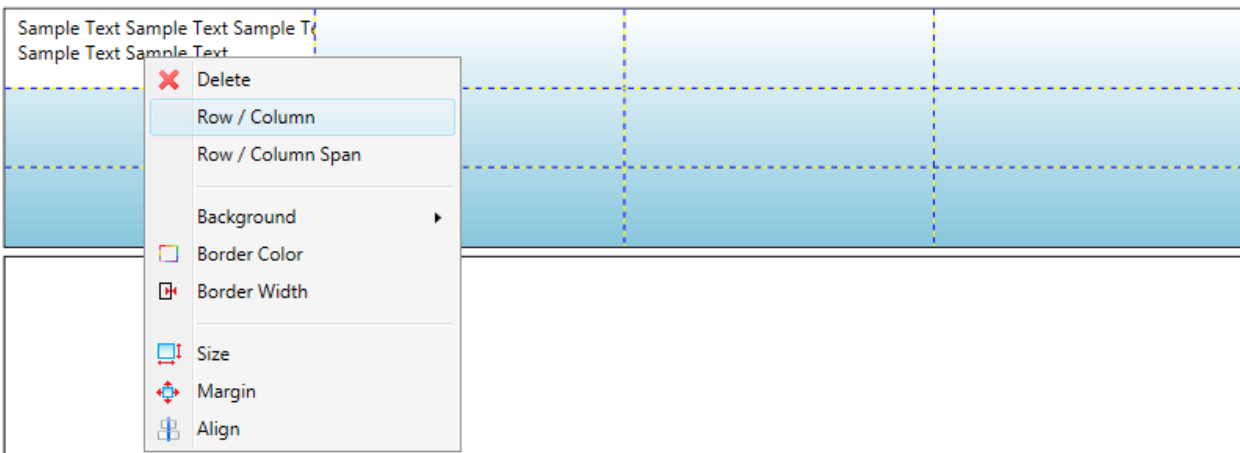 Sample Text Sample Text Sample Te
Sample Text Sample Text
Delete
Row / Column
Row / Column Span
Background
Border Color
Border Width
Size
Margin
Align